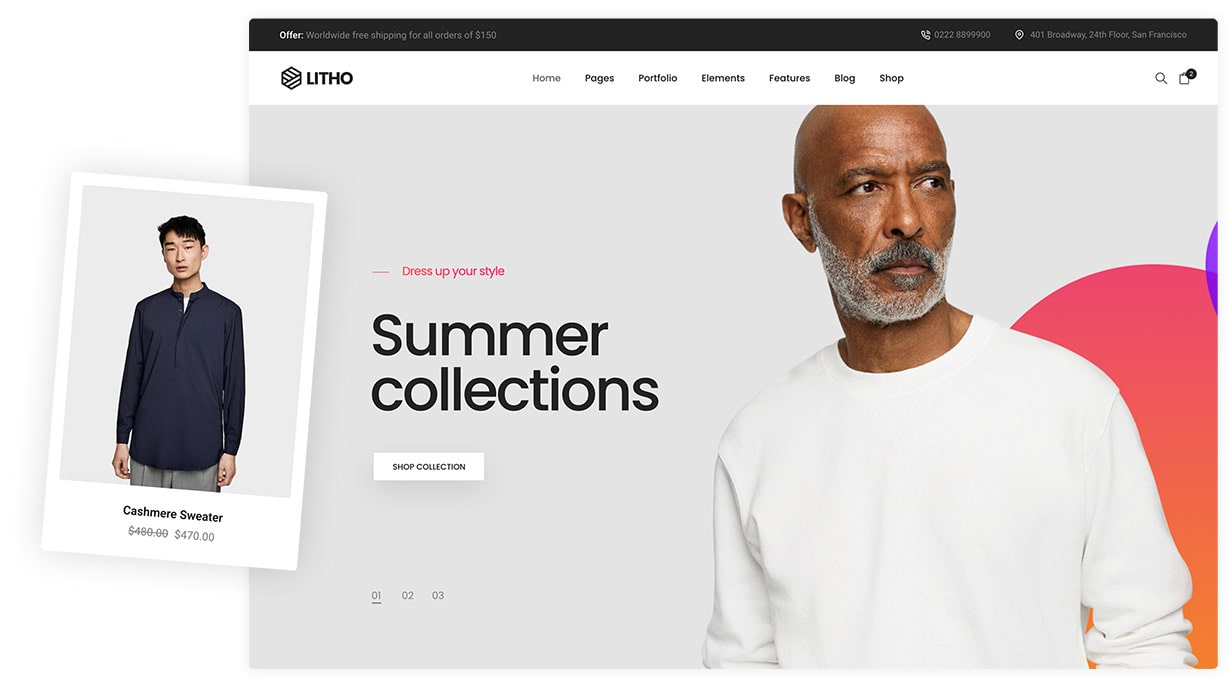 Offer: Worldwide free shipping for all orders of $150
0222 8899900
401 Broadway, 24th Floor, San Francisco
LITHO
Home Pages Portfolio Elements Features Blog Shop
2
Dress up your style
Summer
collections
SHOP COLLECTION
01 02 03
Cashmere Sweater
$480.00 $470.00